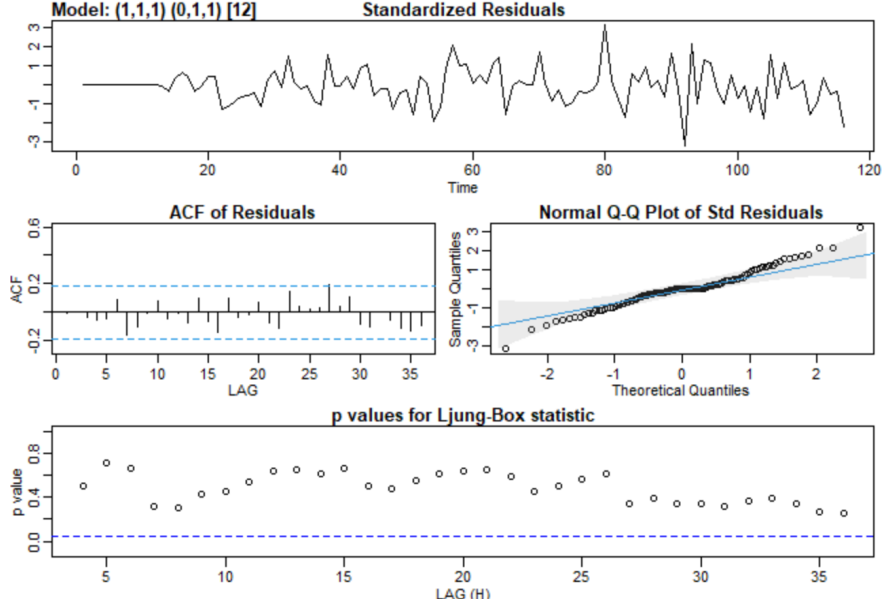 Model: (1,1,1) (0,1,1) [12] Standardized Residuals
3
2
1
-1
-3
0 20 40 60 80 100 120
Time
ACF of Residuals
0.6
0.2
-0.2
ACF
0 5 10 15 20 25 30 35
LAG
Normal Q-Q Plot of Std Residuals
3
2
1
-1
-3
Sample Quantiles
-2 -1 0 1 2
Theoretical Quantiles
p values for Ljung-Box statistic
0.8
0.4
0.0
p value
5 10 15 20 25 30 35
LAG (H)